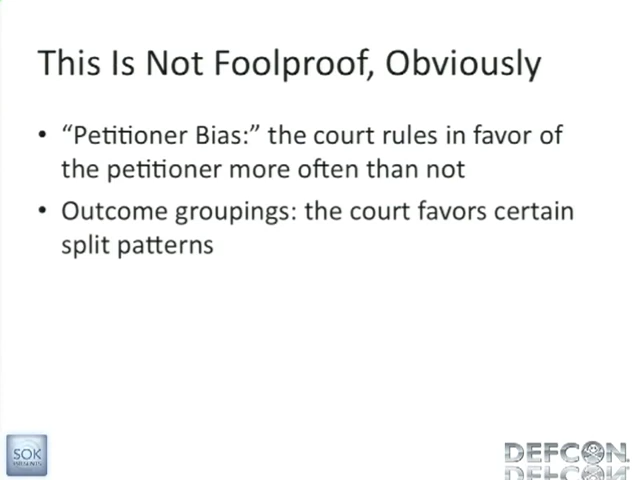 This Is Not Foolproof, Obviously
• “Petitioner Bias:” the court rules in favor of
the petitioner more often than not
• Outcome groupings: the court favors certain
split patterns
SOK
PRESENTS
DEFCON.